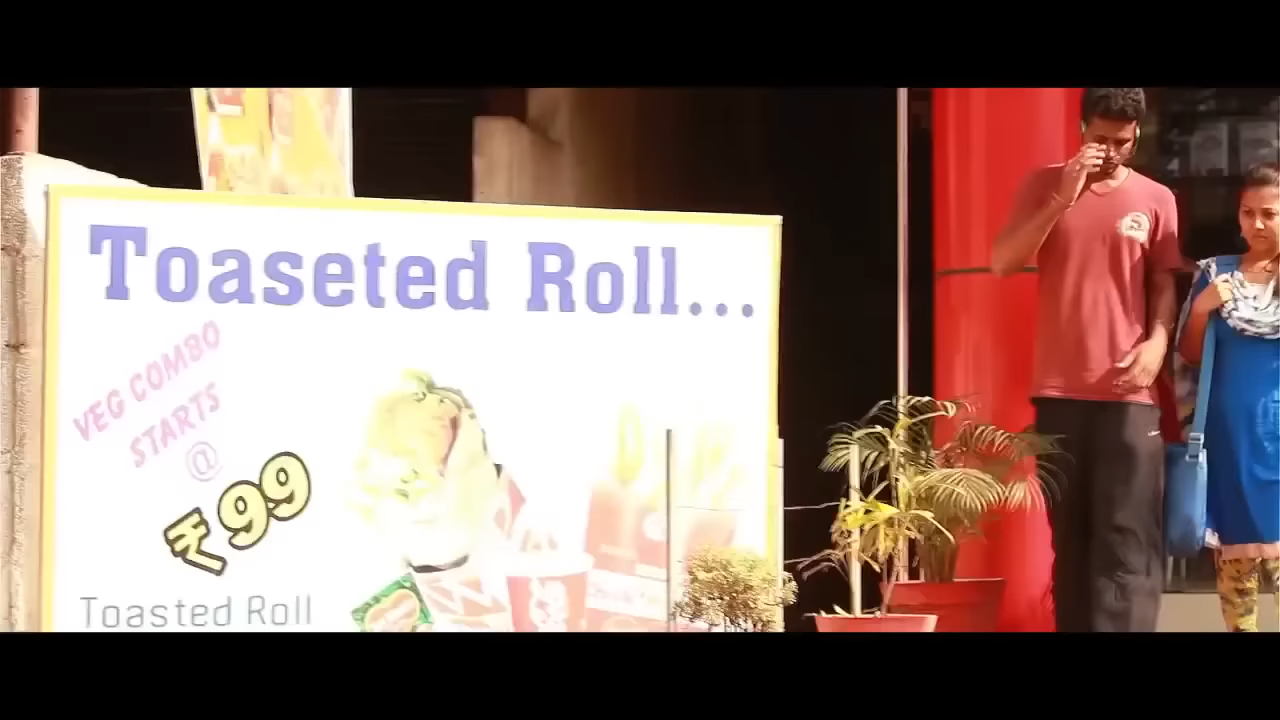 Toaseted Roll...
VEG COMBO
STARTS
@
₹99
Toasted Roll